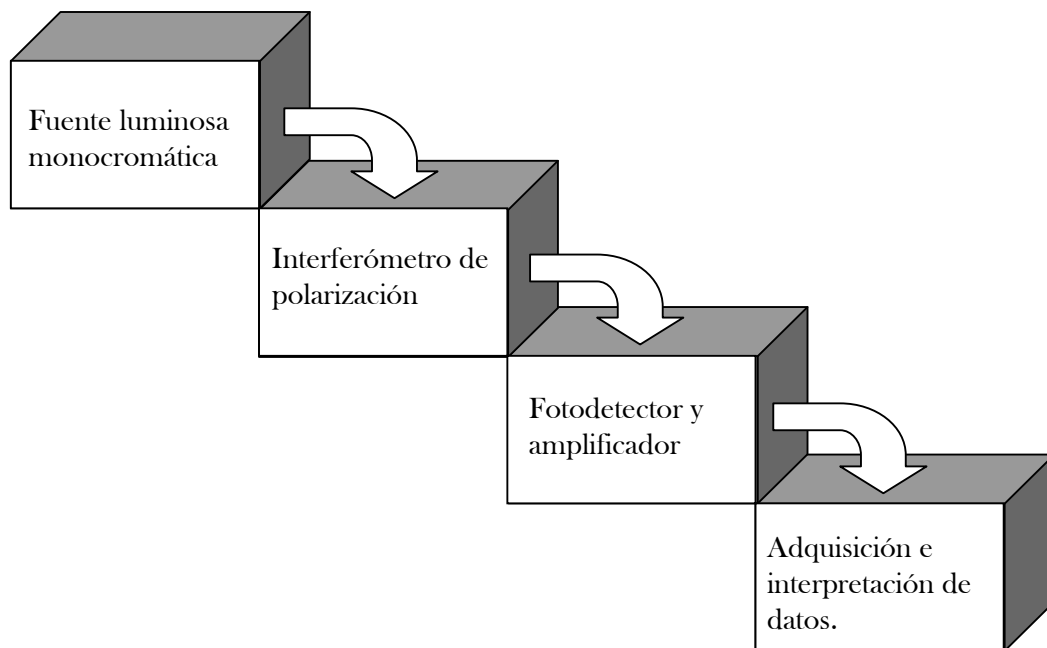 Fuente luminosa
monocromática
Interferómetro de
polarización
Fotodetector y
amplificador
Adquisición e
interpretación de
datos.